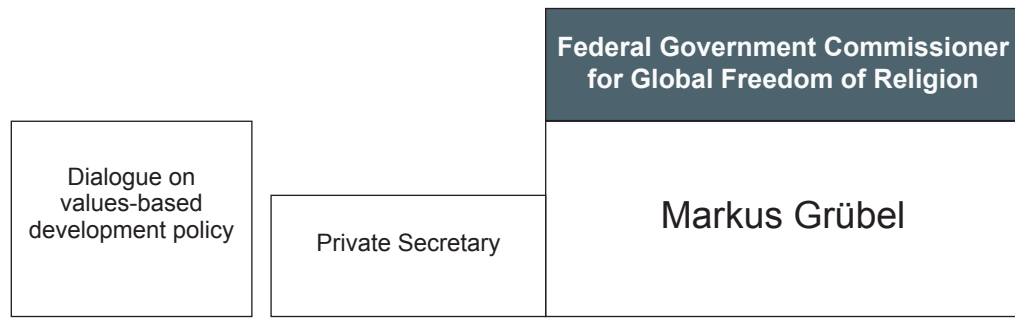 Federal Government Commissioner
for Global Freedom of Religion
Dialogue on
values-based
development policy
Private Secretary
Markus Grübel